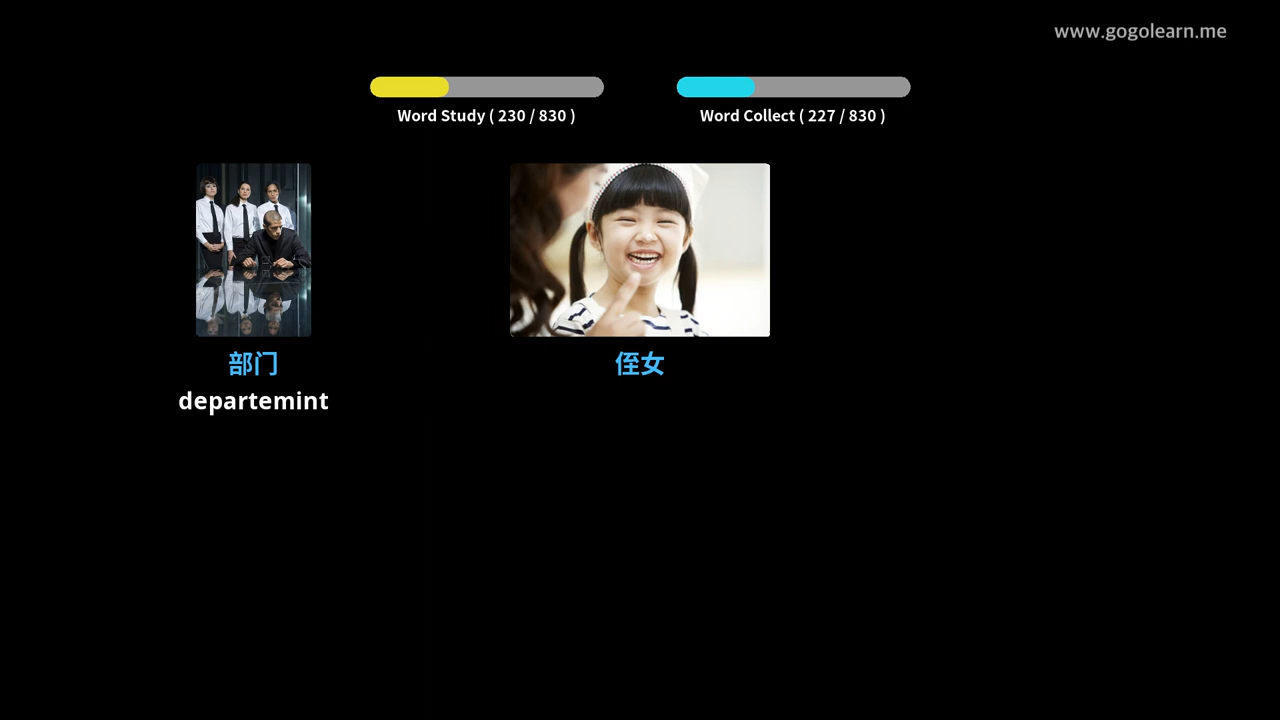 www.gogolearn.me
Word Study ( 230 / 830 )
Word Collect ( 227 / 830 )
部门
侄女
departemint